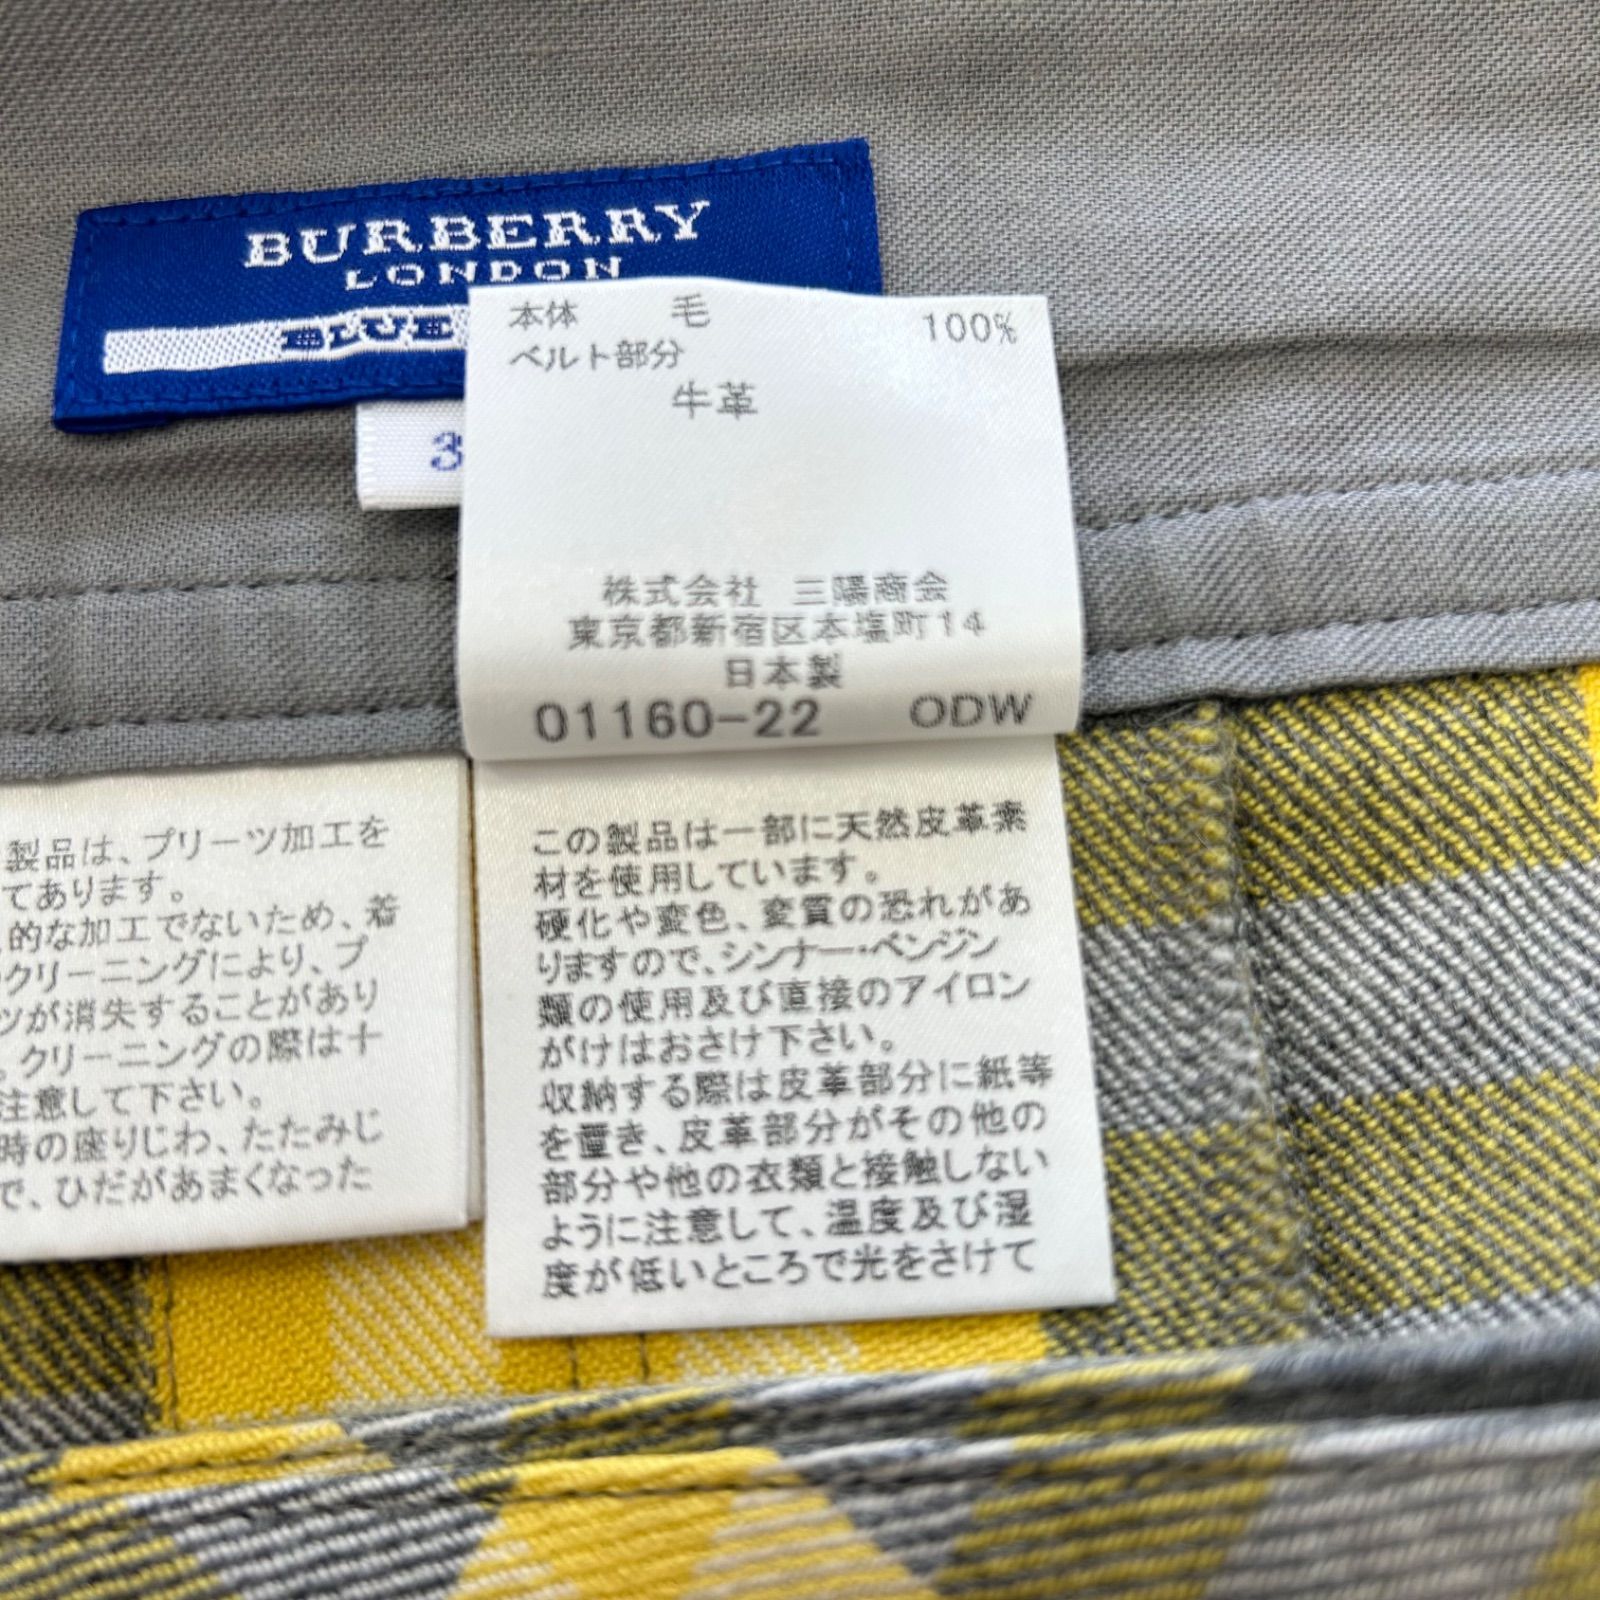 BURBERRY
LONDON
BLUE
3
本体 毛 100%
ベルト部分
牛革
株式会社 三陽商会
東京都新宿区本塩町14
日本製
01160-22 ODW
製品は、プリーツ加工を
てあります。
的な加工でないため、着
クリーニングにより、プ
ツが消失することがあり
。クリーニングの際は十
注意して下さい。
時の座りじわ、たたみじ
で、ひだがあまくなった
この製品は一部に天然皮革素
材を使用しています。
硬化や変色、変質の恐れがあ
りますので、シンナー・ベンジン
類の使用及び直接のアイロン
がけはおさけ下さい。
収納する際は皮革部分に紙等
を置き、皮革部分がその他の
部分や他の衣類と接触しない
ように注意して、温度及び湿
度が低いところで光をさけて